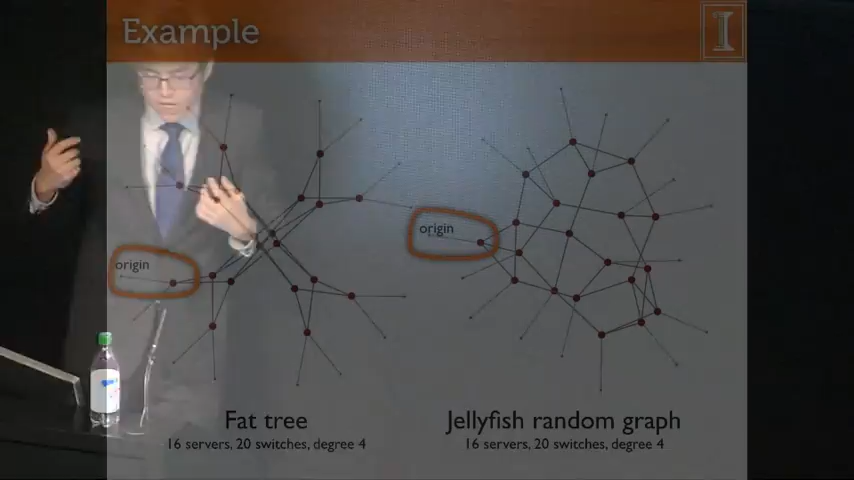 Example
I
origin
origin
Fat tree
16 servers, 20 switches, degree 4
Jellyfish random graph
16 servers, 20 switches, degree 4